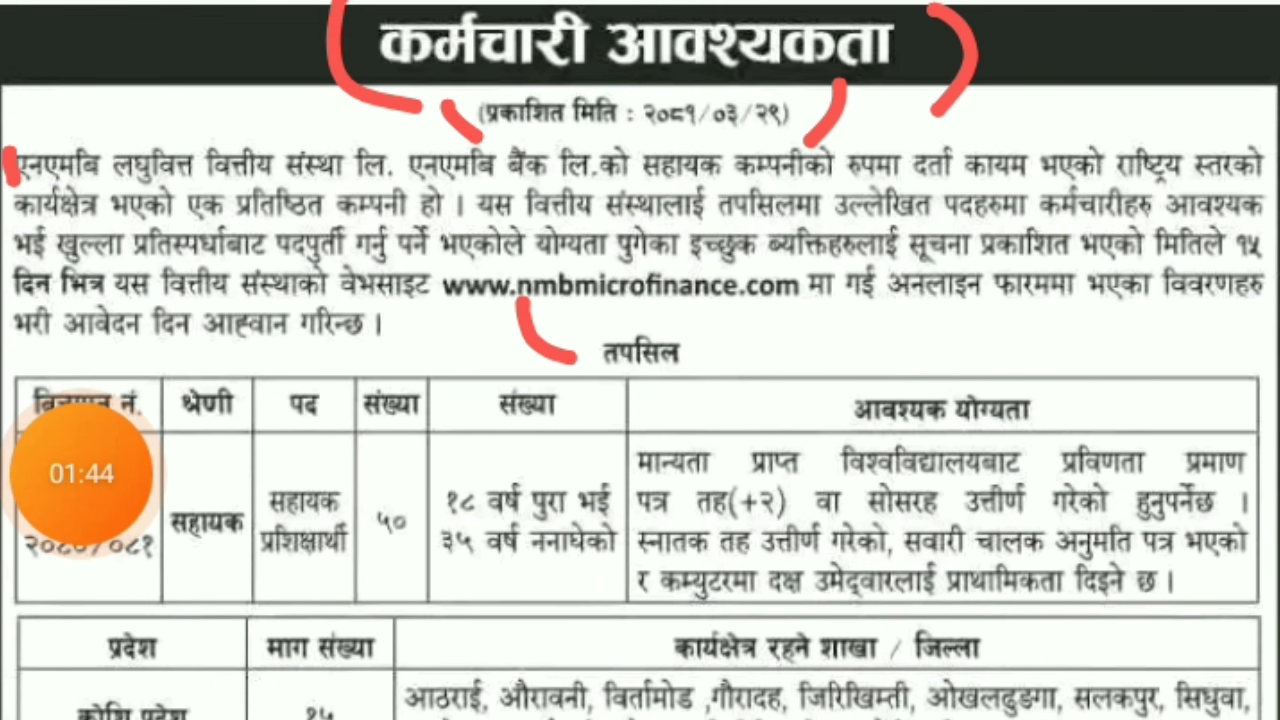 कर्मचारी आवश्यकता
(प्रकाशित मिति : २०८१/०३/२९)
एनएमबि लघुवित्त वित्तीय संस्था लि. एनएमबि बैंक लि.को सहायक कम्पनीको रुपमा दर्ता कायम भएको राष्ट्रिय स्तरको
कार्यक्षेत्र भएको एक प्रतिष्ठित कम्पनी हो । यस वित्तीय संस्थालाई तपसिलमा उल्लेखित पदहरुमा कर्मचारीहरु आवश्यक
भई खुल्ला प्रतिस्पर्धाबाट पदपुर्ती गर्नु पर्ने भएकोले योग्यता पुगेका इच्छुक ब्यक्तिहरुलाई सूचना प्रकाशित भएको मितिले १५
दिन भित्र यस वित्तीय संस्थाको वेभसाइट www.nmbmicrofinance.com मा गई अनलाइन फारममा भएका विवरणहरु
भरी आवेदन दिन आह्वान गरिन्छ ।
तपसिल
नं. श्रेणी पद संख्या संख्या आवश्यक योग्यता
01:44
२०८०/०८१ सहायक सहायक प्रशिक्षार्थी ५० १८ वर्ष पुरा भई ३५ वर्ष ननाघेको
मान्यता प्राप्त विश्वविद्यालयबाट प्रविणता प्रमाण
पत्र तह(+२) वा सोसरह उत्तीर्ण गरेको हुनुपर्नेछ ।
स्नातक तह उत्तीर्ण गरेको, सवारी चालक अनुमति पत्र भएको
र कम्युटरमा दक्ष उमेद्वारलाई प्राथामिकता दिइने छ ।
प्रदेश माग संख्या कार्यक्षेत्र रहने शाखा / जिल्ला
कोशि प्रदेश १५ आठराई, औरावनी, विर्तामोड ,गौरादह, जिरिखिम्ती, ओखलढुङगा, सलकपुर, सिधुवा,